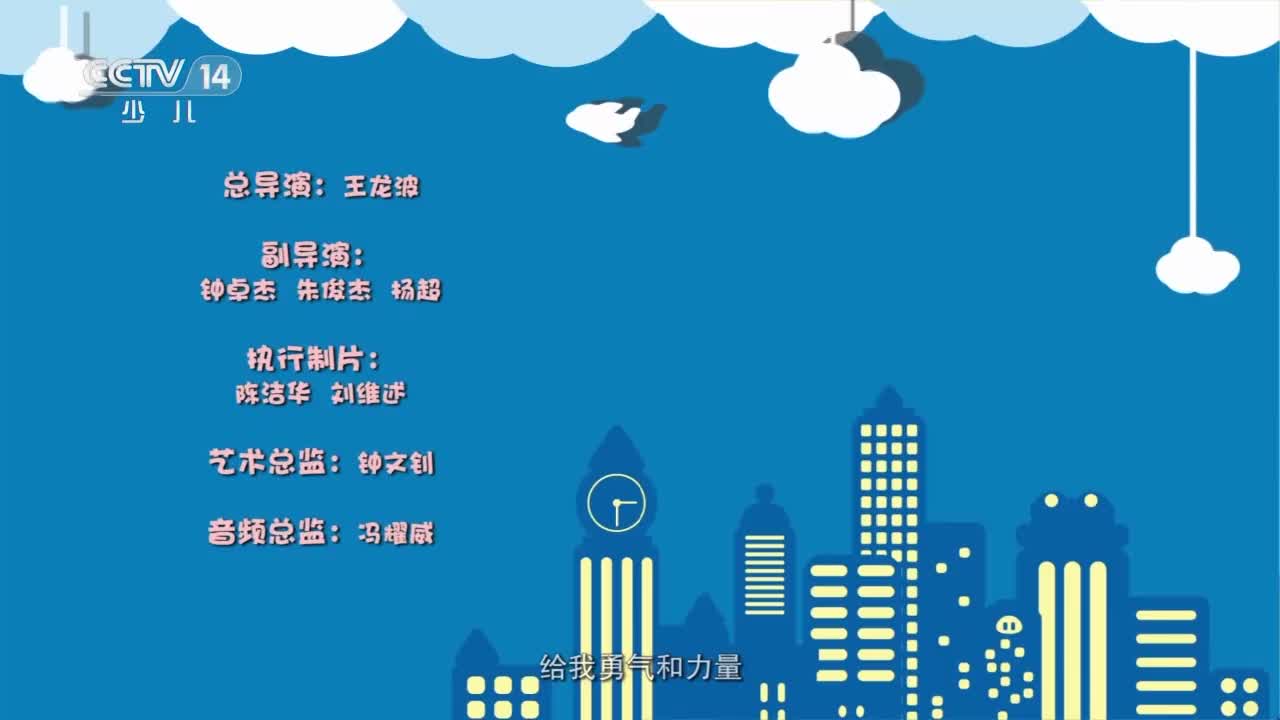 CCTV 14
少儿
总导演：王龙波
副导演：
钟卓杰 朱俊杰 杨超
执行制片：
陈洁华 刘维述
艺术总监：钟文钊
音频总监：冯耀威
给我勇气和力量